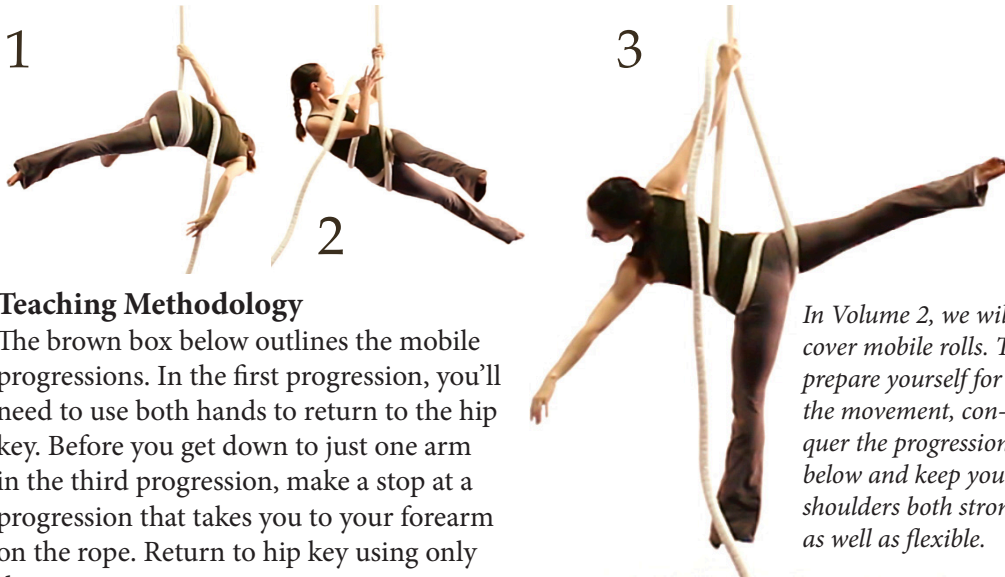 1
2
3
Teaching Methodology
The brown box below outlines the mobile
progressions. In the first progression, you’ll
need to use both hands to return to the hip
key. Before you get down to just one arm
in the third progression, make a stop at a
progression that takes you to your forearm
on the rope. Return to hip key using only
In Volume 2, we will
cover mobile rolls. T
prepare yourself for
the movement, con-
quer the progression
below and keep you
shoulders both stron
as well as flexible.